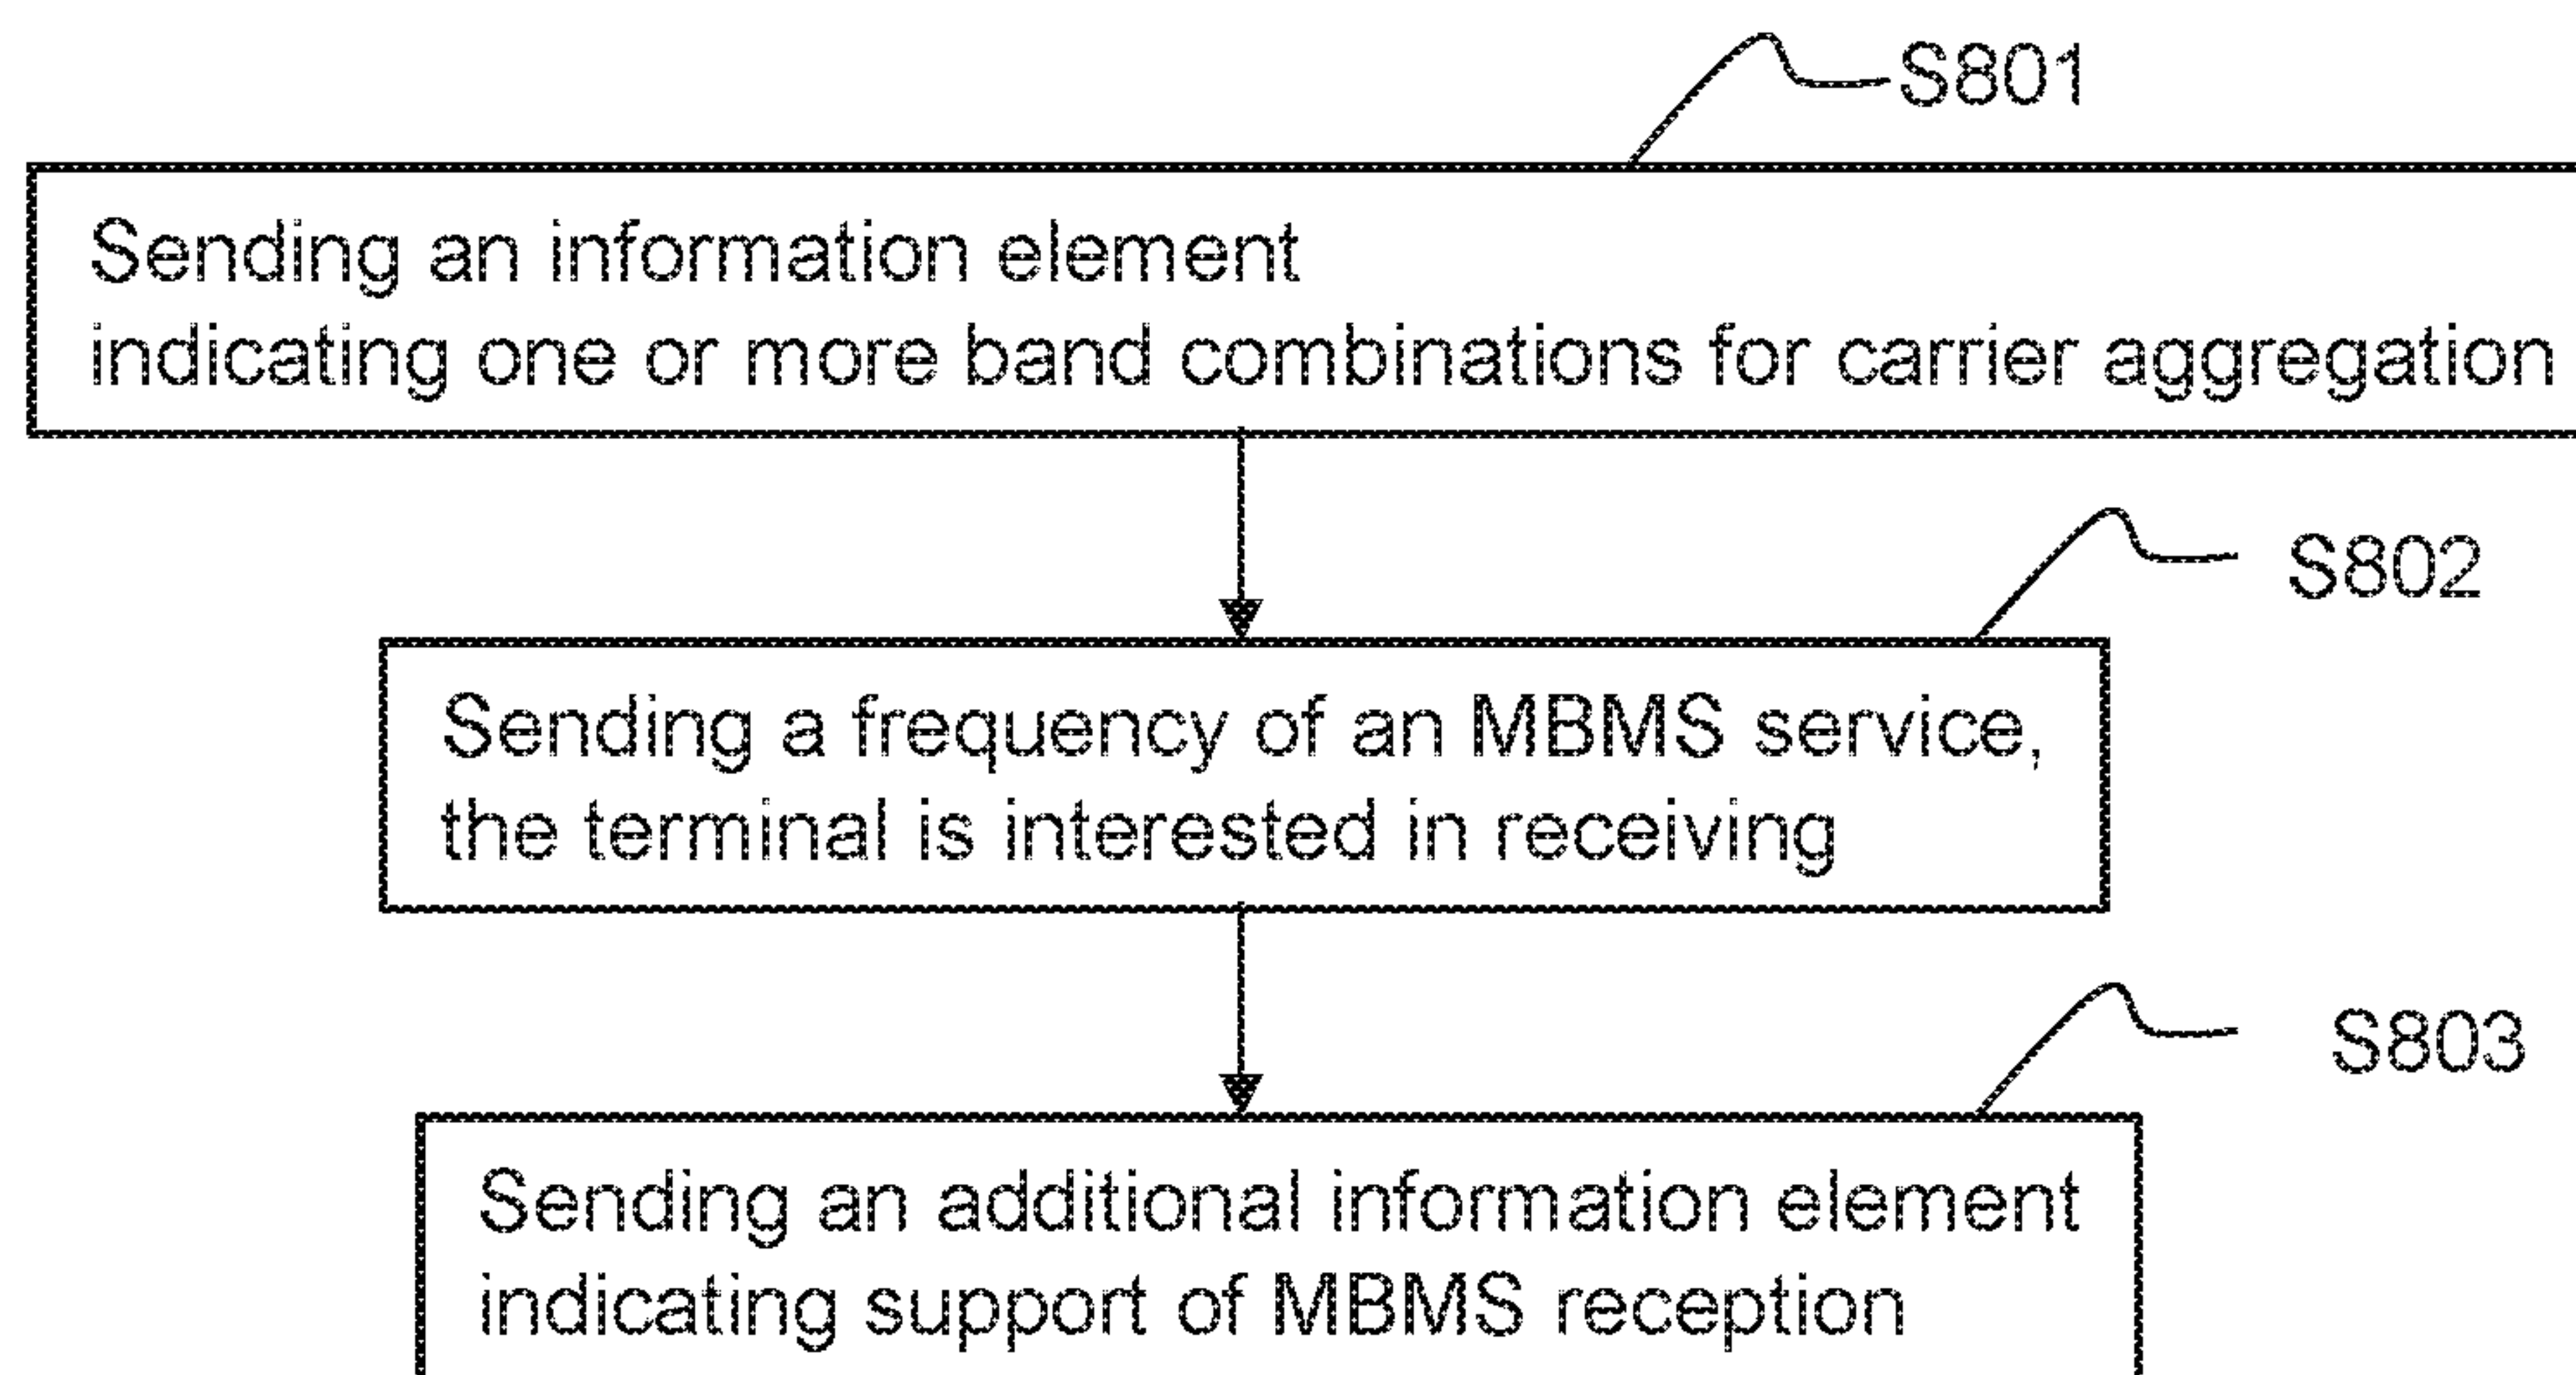 S801
Sending an information element
indicating one or more band combinations for carrier aggregation
S802
Sending a frequency of an MBMS service,
the terminal is interested in receiving
S803
Sending an additional information element
indicating support of MBMS reception